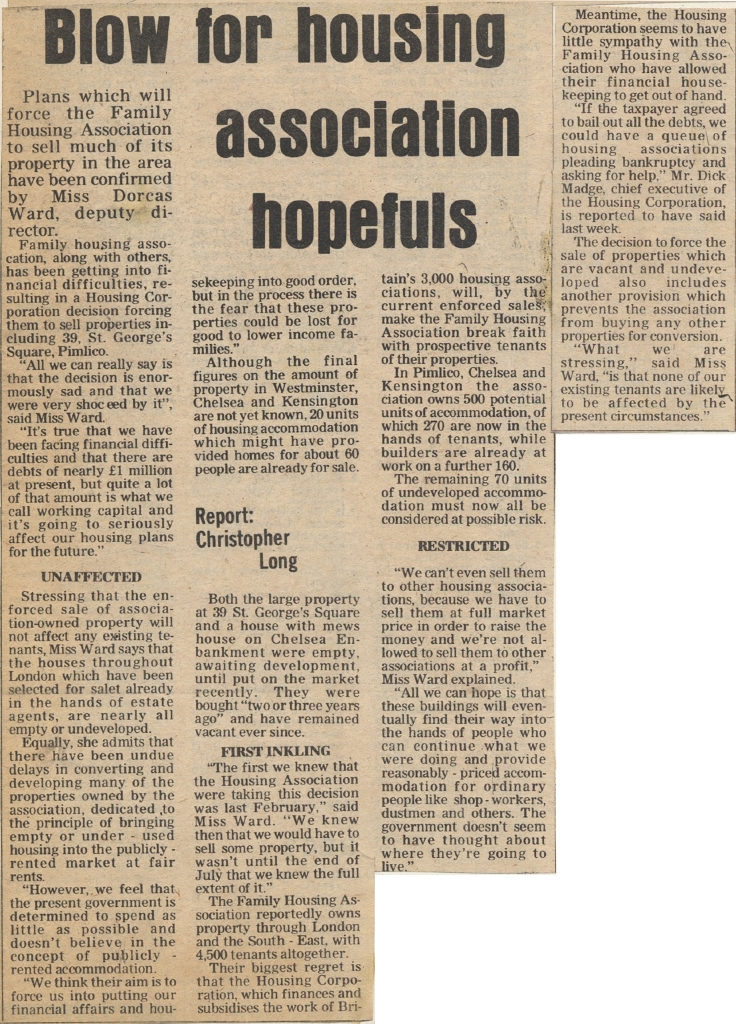 Blow for housing
association
hopefuls
Plans which will
force the Family
Housing Association
to sell much of its
property in the area
have been confirmed
by Miss Dorcas
Ward, deputy di-
rector.
Family housing asso-
cation, along with others,
has been getting into fi-
nancial difficulties, re-
sulting in a Housing Cor-
poration decision forcing
them to sell properties in-
cluding 39, St. George's
Square, Pimlico.
"All we can really say is
that the decision is enor-
mously sad and that we
were very shoc ed by it",
said Miss Ward.
"It's true that we have
been facing financial diffi-
culties and that there are
debts of nearly £1 million
at present, but quite a lot
of that amount is what we
call working capital and
it's going to seriously
affect our housing plans
for the future."
UNAFFECTED
Stressing that the en-
forced sale of associa-
tion-owned property will
not affect any existing te-
nants, Miss Ward says that
the houses throughout
London which have been
selected for salet already
in the hands of estate
agents, are nearly all
empty or undeveloped.
Equally, she admits that
there have been undue
delays in converting and
developing many of the
properties owned by the
association, dedicated to
the principle of bringing
empty or under - used
housing into the publicly -
rented market at fair
rents.
"However, we feel that
the present government is
determined to spend as
little as possible and
doesn't believe in the
concept of publicly -
rented accommodation.
"We think their aim is to
force us into putting our
financial affairs and hou-
sekeeping into good order,
but in the process there is
the fear that these pro-
perties could be lost for
good to lower income fa-
milies."
Although the final
figures on the amount of
property in Westminster,
Chelsea and Kensington
are not yet known, 20 units
of housing accommodation
which might have pro-
vided homes for about 60
people are already for sale.
Report:
Christopher
Long
Both the large property
at 39 St. George's Square
and a house with mews
house on Chelsea En-
bankment were empty,
awaiting development,
until put on the market
recently. They were
bought "two or three years
ago" and have remained
vacant ever since.
FIRST INKLING
"The first we knew that
the Housing Association
were taking this decision
was last February," said
Miss Ward. "We knew
then that we would have to
sell some property, but it
wasn't until the end of
July that we knew the full
extent of it."
The Family Housing As-
sociation reportedly owns
property through London
and the South - East, with
4,500 tenants altogether.
Their biggest regret is
that the Housing Corpo-
ration, which finances and
subsidises the work of Bri-
tain's 3,000 housing asso-
ciations, will, by the
current enforced sales,
make the Family Housing
Association break faith
with prospective tenants
of their properties.
In Pimlico, Chelsea and
Kensington the asso-
ciation owns 500 potential
units of accommodation, of
which 270 are now in the
hands of tenants, while
builders are already at
work on a further 160.
The remaining 70 units
of undeveloped accommo-
dation must now all be
considered at possible risk.
RESTRICTED
"We can't even sell them
to other housing associa-
tions, because we have to
sell them at full market
price in order to raise the
money and we're not al-
lowed to sell them to other
associations at a profit,"
Miss Ward explained.
"All we can hope is that
these buildings will even-
tually find their way into
the hands of people who
can continue what we
were doing and provide
reasonably - priced accom-
modation for ordinary
people like shop - workers,
dustmen and others. The
government doesn't seem
to have thought about
where they're going to
live."
Meantime, the Housing
Corporation seems to have
little sympathy with the
Family Housing Asso-
ciation who have allowed
their financial house-
keeping to get out of hand.
"If the taxpayer agreed
to bail out all the debts, we
could have a queue of
housing associations
pleading bankruptcy and
asking for help," Mr. Dick
Madge, chief executive of
the Housing Corporation,
is reported to have said
last week.
The decision to force the
sale of properties which
are vacant and undeve-
loped also includes
another provision which
prevents the association
from buying any other
properties for conversion.
"What we are
stressing," said Miss
Ward, "is that none of our
existing tenants are likely
to be affected by the
present circumstances."